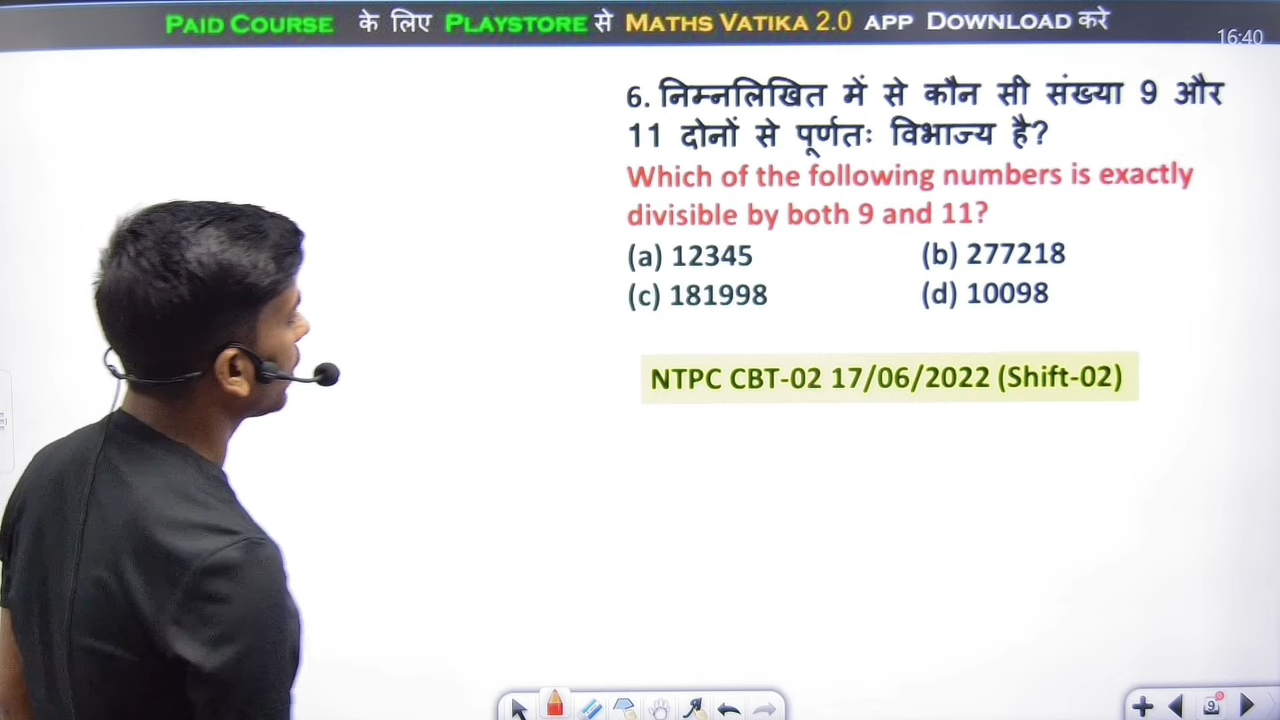 PAID COURSE के लिए PLAYSTORE से MATHS VATIKA 2.0 APP DOWNLOAD करे
16:40
6. निम्नलिखित में से कौन सी संख्या 9 और
11 दोनों से पूर्णतः विभाज्य है?
Which of the following numbers is exactly
divisible by both 9 and 11?
(a) 12345 (b) 277218
(c) 181998 (d) 10098
NTPC CBT-02 17/06/2022 (Shift-02)
9